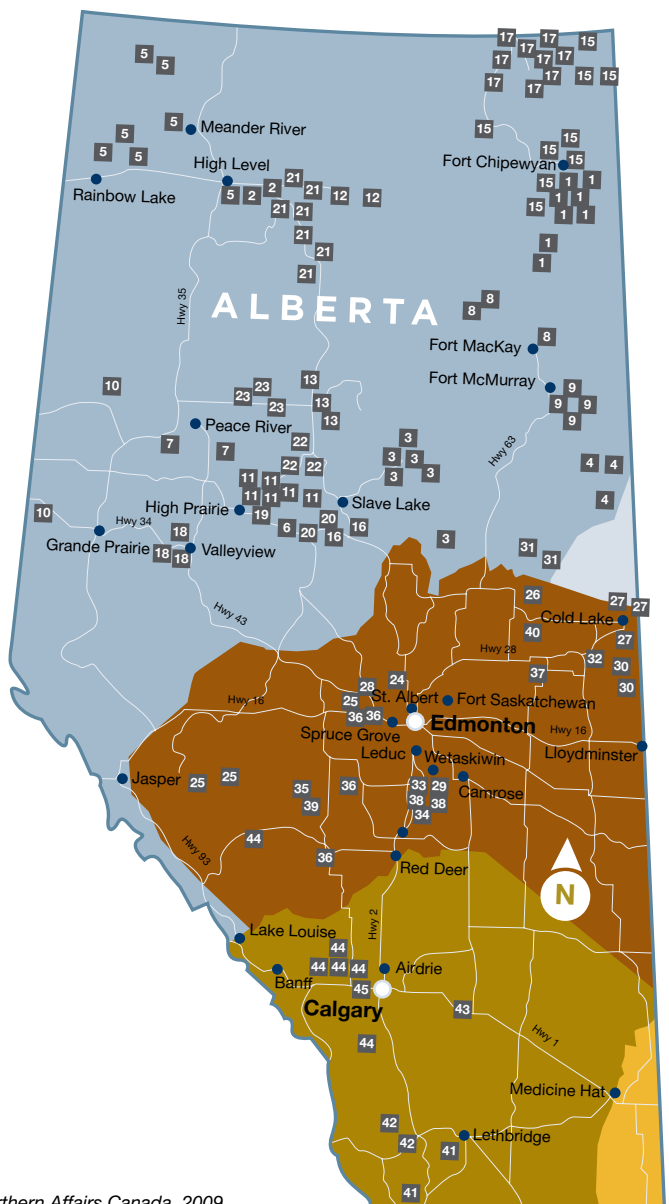 17 17 15
17 17 17
17
17 17 15 15
17
5
5
5 Meander River
15
5
15
15
Fort Chipewyan
5 5
High Level
Rainbow Lake
21
5 2 2 21 12 12
15 1 1
1 1
15 1 1
21 21
21
21
21
1
1
Hwy 35
ALBERTA
8
8
8
Fort MacKay
Fort McMurray
9
9 9
9
10
23 13
23 23 13
13
Peace River
7 7
22
22 22
3
3 3
3 3
Hwy 63
4 4
4
11 11
11 11 11 11
High Prairie
19
Slave Lake
10
Hwy 34
Grande Prairie
18
18 18
Valleyview
6 20 20 16 16
3
31
31
Hwy 43
26
27 27
Cold Lake
40
27
Hwy 28
32
30
37
30
28 24
25
St. Albert
Fort Saskatchewan
Hwy 16
36 36
Edmonton
Spruce Grove
Hwy 16
Leduc
Wetaskiwin
Lloydminster
Jasper
25 25
35
39
36
33 29
38 38
34
Camrose
44
Hwy 93
36
Red Deer
N
Hwy 2
Lake Louise
44
44 44 44
Airdrie
Banff
45
Calgary
43
Hwy 1
44
Medicine Hat
42
42
Lethbridge
41
41
rthern Affairs Canada, 2009